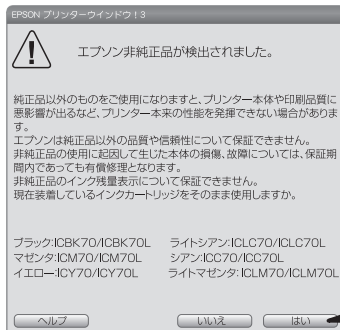 EPSON プリンターウインドウ!3
エプソン非純正品が検出されました。
純正品以外のものをご使用になりますと、プリンター本体や印刷品質に
悪影響が出るなど、プリンター本来の性能を発揮できない場合がありま
す。
エプソンは純正品以外の品質や信頼性について保証できません。
非純正品の使用に起因して生じた本体の損傷、故障については、保証期
間内であっても有償修理となります。
非純正品のインク残量表示について保証できません。
現在装着しているインクカートリッジをそのまま使用しますか。
ブラック:ICBK70/ICBK70L ライトシアン:ICLC70/ICLC70L
マゼンタ:ICM70/ICM70L シアン:ICC70/ICC70L
イエロー:ICY70/ICY70L ライトマゼンタ:ICLM70/ICLM70L
ヘルプ いいえ はい